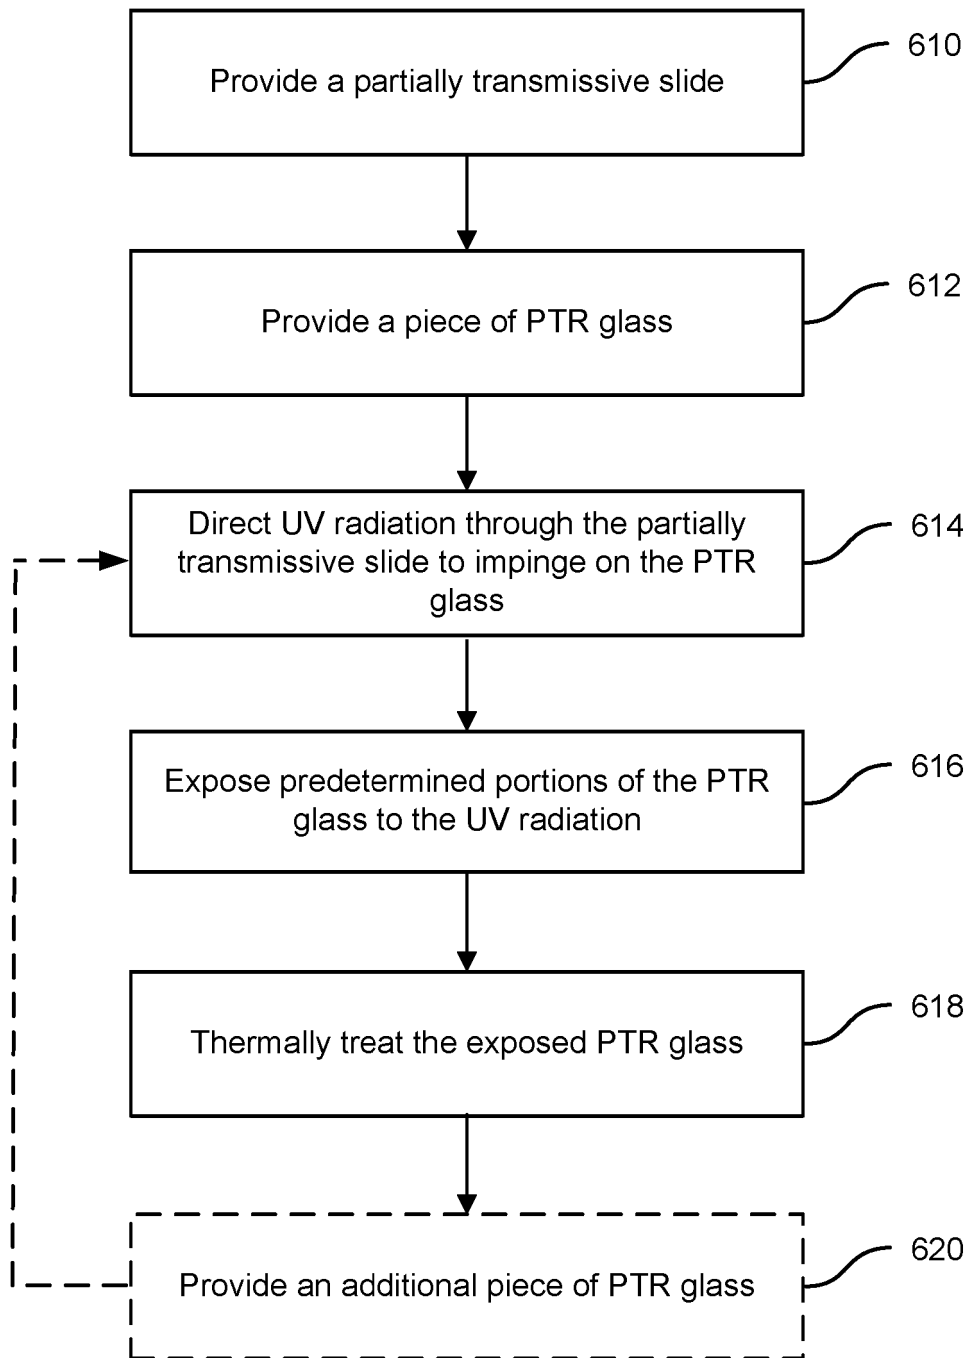 610
Provide a partially transmissive slide
612
Provide a piece of PTR glass
614
Direct UV radiation through the partially
transmissive slide to impinge on the PTR
glass
616
Expose predetermined portions of the PTR
glass to the UV radiation
618
Thermally treat the exposed PTR glass
620
Provide an additional piece of PTR glass